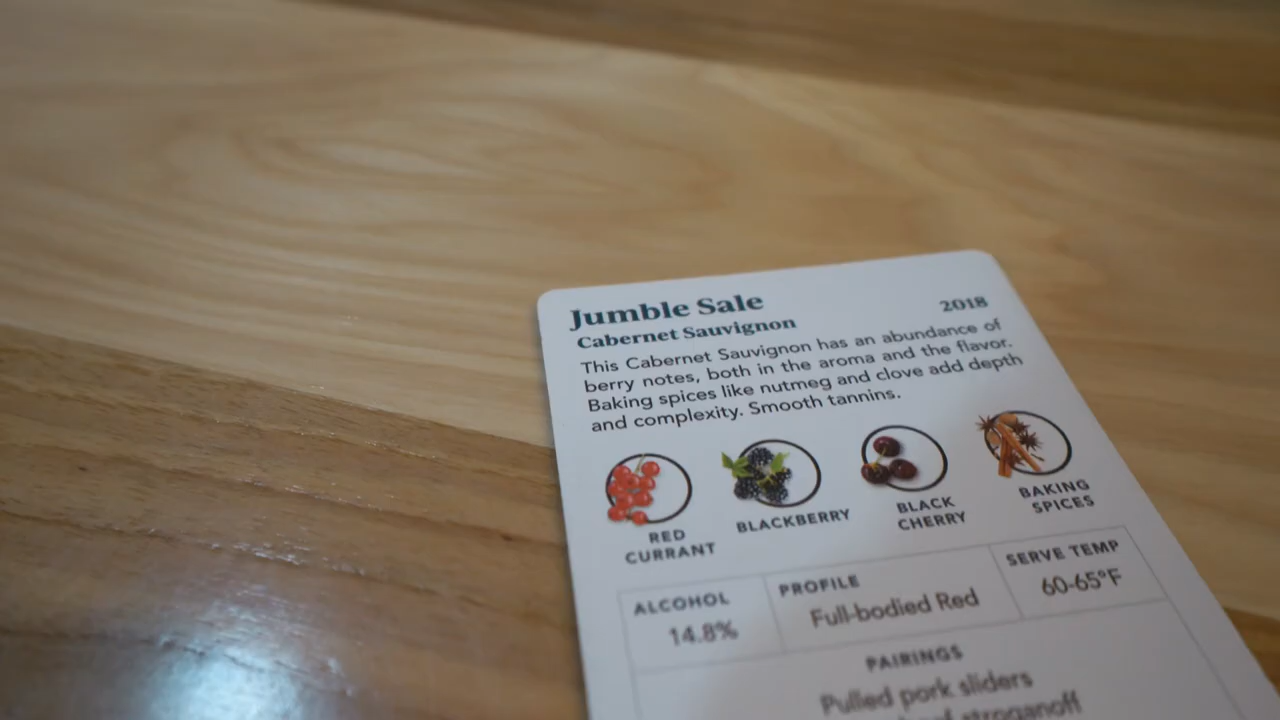 Jumble Sale
2018
Cabernet Sauvignon
This Cabernet Sauvignon has an abundance of
berry notes, both in the aroma and the flavor.
Baking spices like nutmeg and clove add depth
and complexity. Smooth tannins.
RED
CURRANT
BLACKBERRY
BLACK
CHERRY
BAKING
SPICES
ALCOHOL
14.8%
PROFILE
Full-bodied Red
SERVE TEMP
60-65°F
PAIRINGS
Pulled pork sliders
stroganoff